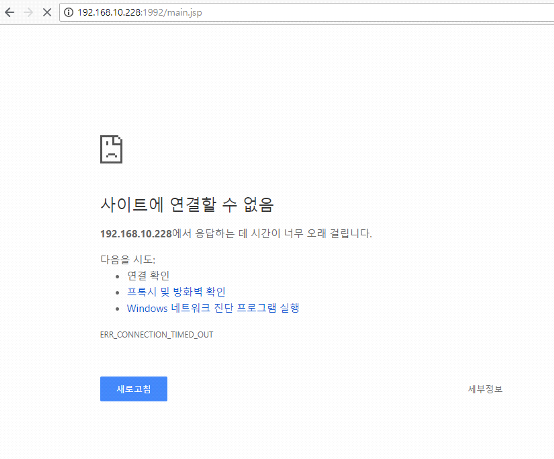 192.168.10.228:1992/main.jsp
사이트에 연결할 수 없음
192.168.10.228에서 응답하는 데 시간이 너무 오래 걸립니다.
다음을 시도:
연결 확인
프록시 및 방화벽 확인
Windows 네트워크 진단 프로그램 실행
ERR_CONNECTION_TIMED_OUT
새로고침
세부정보